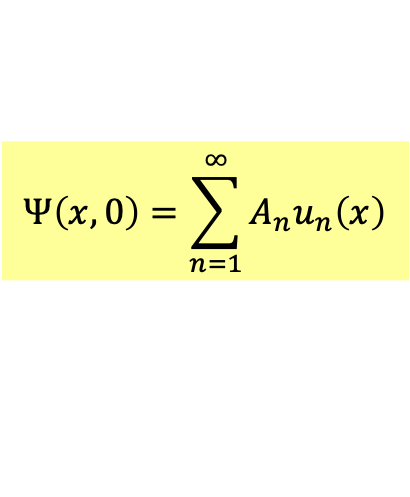 Ψ(x, 0) = ∑_{n=1}^{∞} A_n u_n(x)